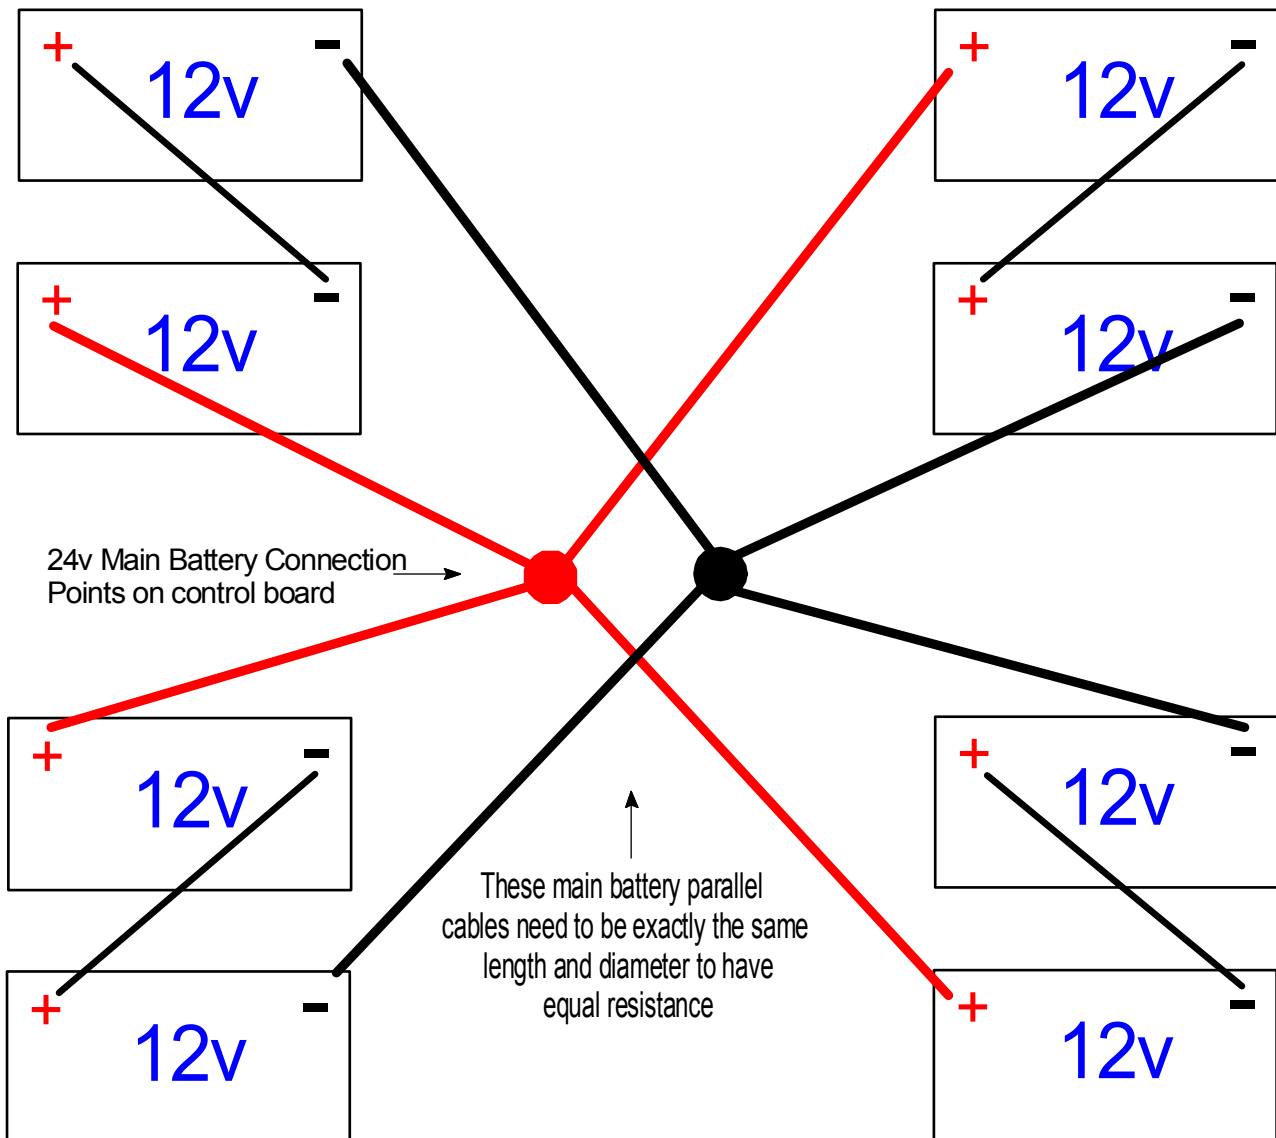 + - + -
12v 12v
+ - + -
12v 12v
24v Main Battery Connection
Points on control board
+ - + -
12v 12v
These main battery parallel
cables need to be exactly the same
length and diameter to have
equal resistance
+ - + -
12v 12v